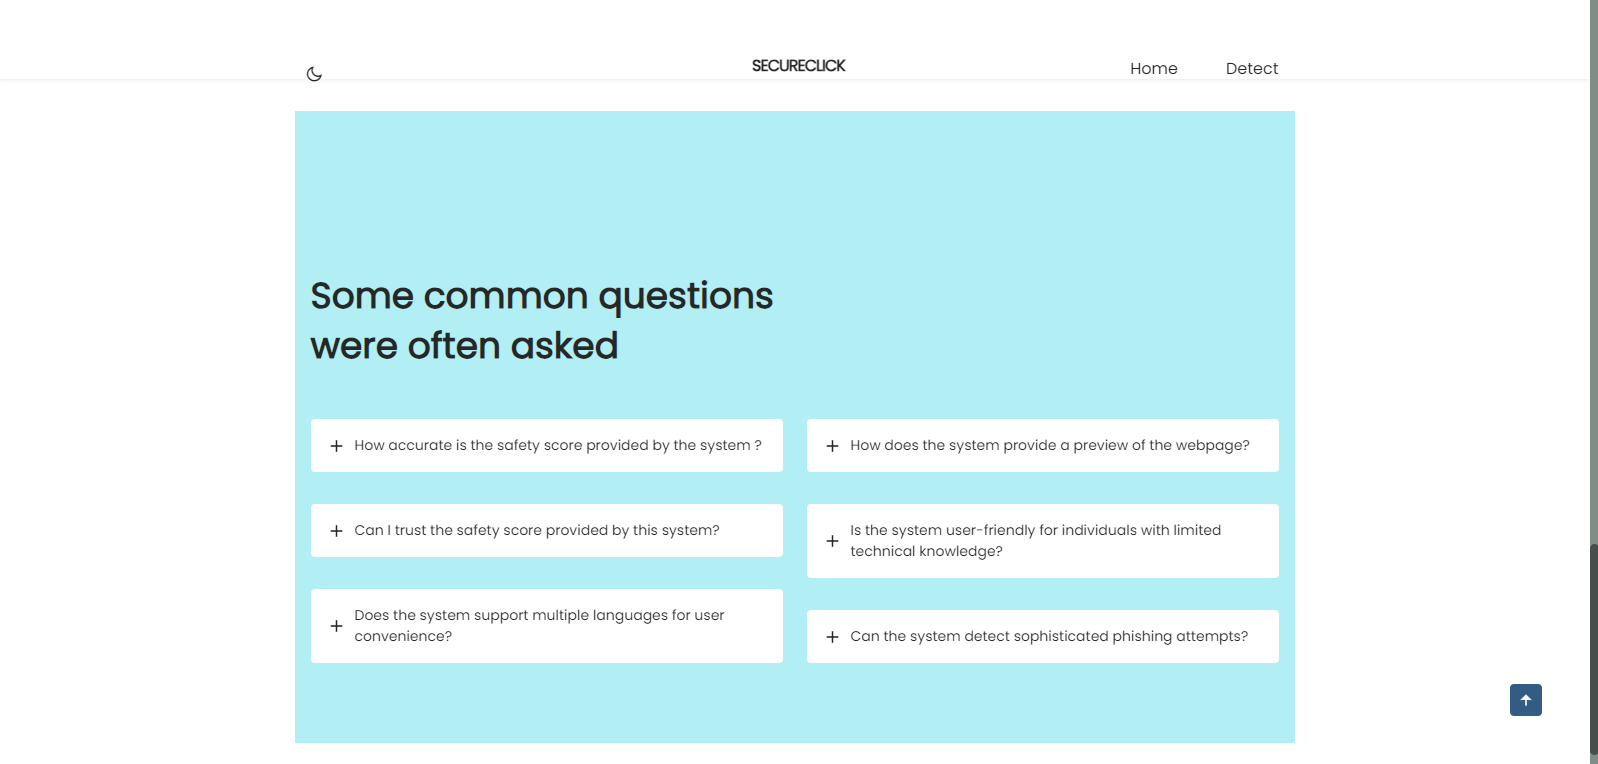 SECURECLICK
Home
Detect
Some common questions
were often asked
How accurate is the safety score provided by the system ?
Can I trust the safety score provided by this system?
Does the system support multiple languages for user
convenience?
How does the system provide a preview of the webpage?
Is the system user-friendly for individuals with limited
technical knowledge?
Can the system detect sophisticated phishing attempts?